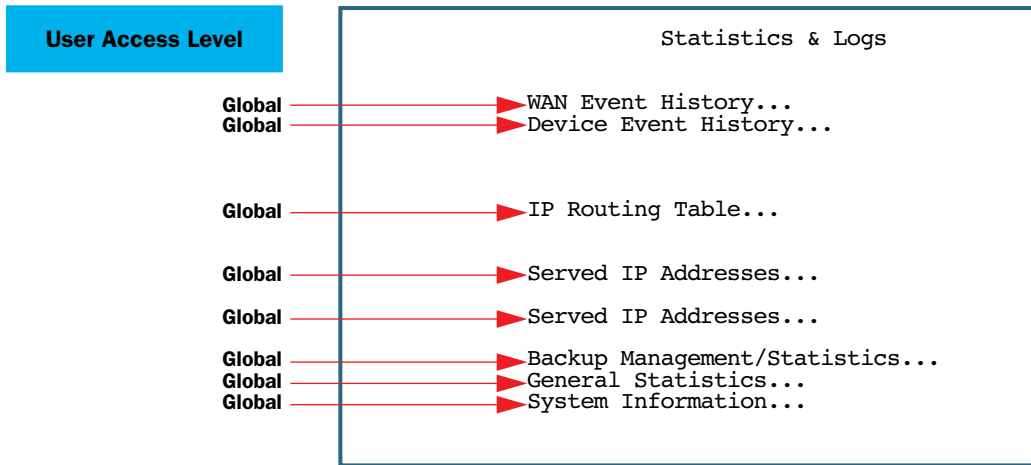 User Access Level Statistics & Logs
Global WAN Event History...
Global Device Event History...
Global IP Routing Table...
Global Served IP Addresses...
Global Served IP Addresses...
Global Backup Management/Statistics...
Global General Statistics...
Global System Information...